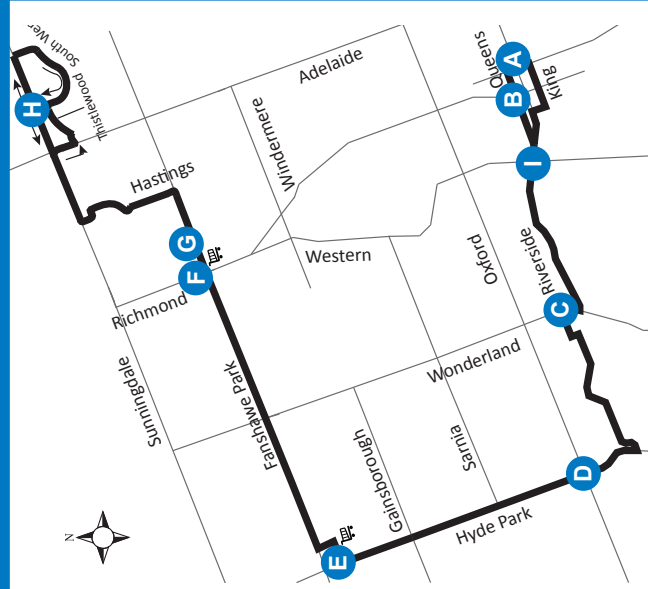 South Wen
Thistlewood
H
Adelaide
Queens
A
B
King
Hastings
Windermere
I
G
F
Richmond
Western
Oxford
Riverside
C
Sunningdale
Fanshawe Park
Wonderland
Gainsborough
Sarnia
D
Hyde Park
E
N